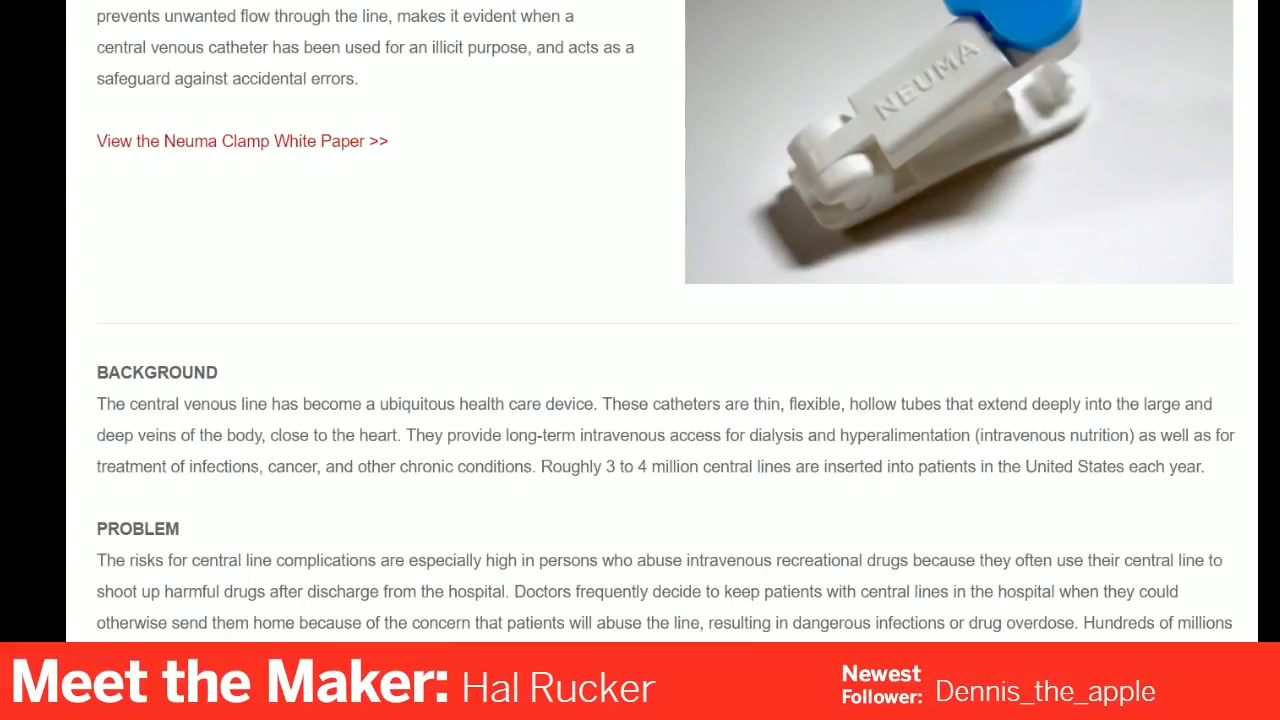 prevents unwanted flow through the line, makes it evident when a
central venous catheter has been used for an illicit purpose, and acts as a
safeguard against accidental errors.
View the Neuma Clamp White Paper >>
NEUMA
BACKGROUND
The central venous line has become a ubiquitous health care device. These catheters are thin, flexible, hollow tubes that extend deeply into the large and
deep veins of the body, close to the heart. They provide long-term intravenous access for dialysis and hyperalimentation (intravenous nutrition) as well as for
treatment of infections, cancer, and other chronic conditions. Roughly 3 to 4 million central lines are inserted into patients in the United States each year.
PROBLEM
The risks for central line complications are especially high in persons who abuse intravenous recreational drugs because they often use their central line to
shoot up harmful drugs after discharge from the hospital. Doctors frequently decide to keep patients with central lines in the hospital when they could
otherwise send them home because of the concern that patients will abuse the line, resulting in dangerous infections or drug overdose. Hundreds of millions
Meet the Maker: Hal Rucker
Newest
Follower: Dennis_the_apple